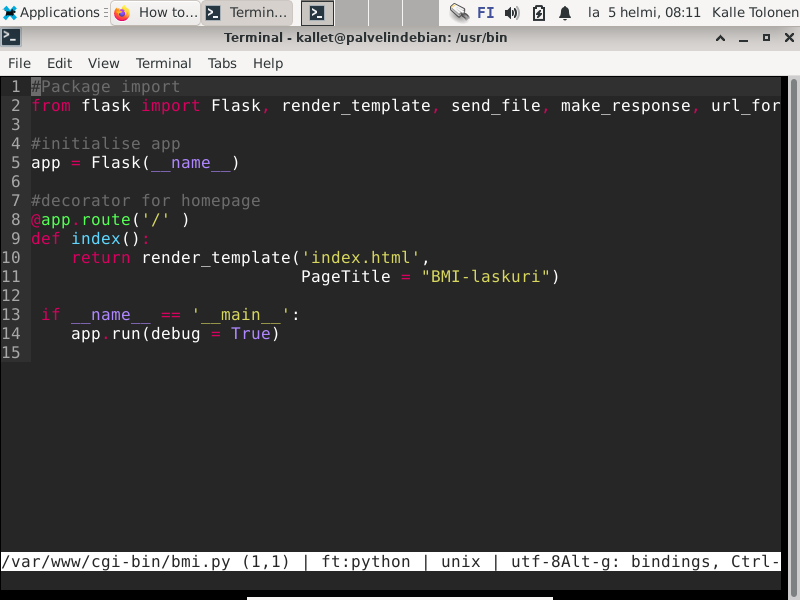 Applications
How to...
Termin...
FI
la 5 helmi, 08:11
Kalle Tolonen
Terminal - kallet@palvelindebian: /usr/bin
File Edit View Terminal Tabs Help
1 #Package import
2 from flask import Flask, render_template, send_file, make_response, url_for
3
4 #initialise app
5 app = Flask(__name__)
6
7 #decorator for homepage
8 @app.route('/' )
9 def index():
10     return render_template('index.html',
11                            PageTitle = "BMI-laskuri")
12
13  if __name__ == '__main__':
14     app.run(debug = True)
15
/var/www/cgi-bin/bmi.py (1,1) | ft:python | unix | utf-8Alt-g: bindings, Ctrl-